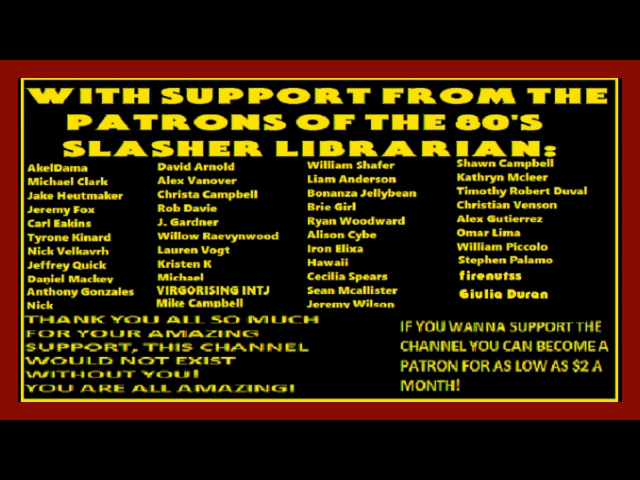 WITH SUPPORT FROM THE
PATRONS OF THE 80'S
SLASHER LIBRARIAN:
AkelDama
Michael Clark
Jake Heutmaker
Jeremy Fox
Carl Eakins
Tyrone Kinard
Nick Velkavrh
Jeffrey Quick
Daniel Mackey
Anthony Gonzales
Nick
David Arnold
Alex Vanover
Christa Campbell
Rob Davie
J. Gardner
Willow Raevynwood
Lauren Vogt
Kristen K
Michael
VIRGORISING INTJ
Mike Campbell
William Shafer
Liam Anderson
Bonanza Jellybean
Brie Girl
Ryan Woodward
Alison Cybe
Iron Elixa
Hawaii
Cecilia Spears
Sean Mcallister
Jeremy Wilson
Shawn Campbell
Kathryn Mcleer
Timothy Robert Duval
Christian Venson
Alex Gutierrez
Omar Lima
William Piccolo
Stephen Palamo
firenutss
Giulia Duran
THANK YOU ALL SO MUCH
FOR YOUR AMAZING
SUPPORT, THIS CHANNEL
WOULD NOT EXIST
WITHOUT YOU!
YOU ARE ALL AMAZING!
IF YOU WANNA SUPPORT THE
CHANNEL YOU CAN BECOME A
PATRON FOR AS LOW AS $2 A
MONTH!